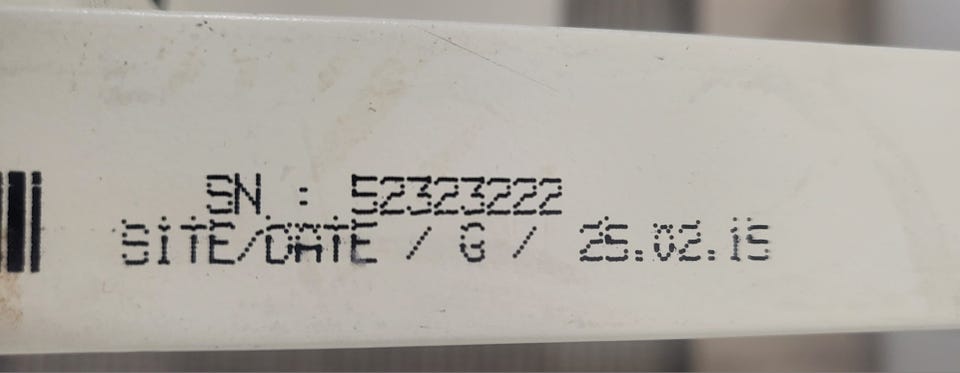 SN : 52323222
SITE/DATE / G / 25.02.15